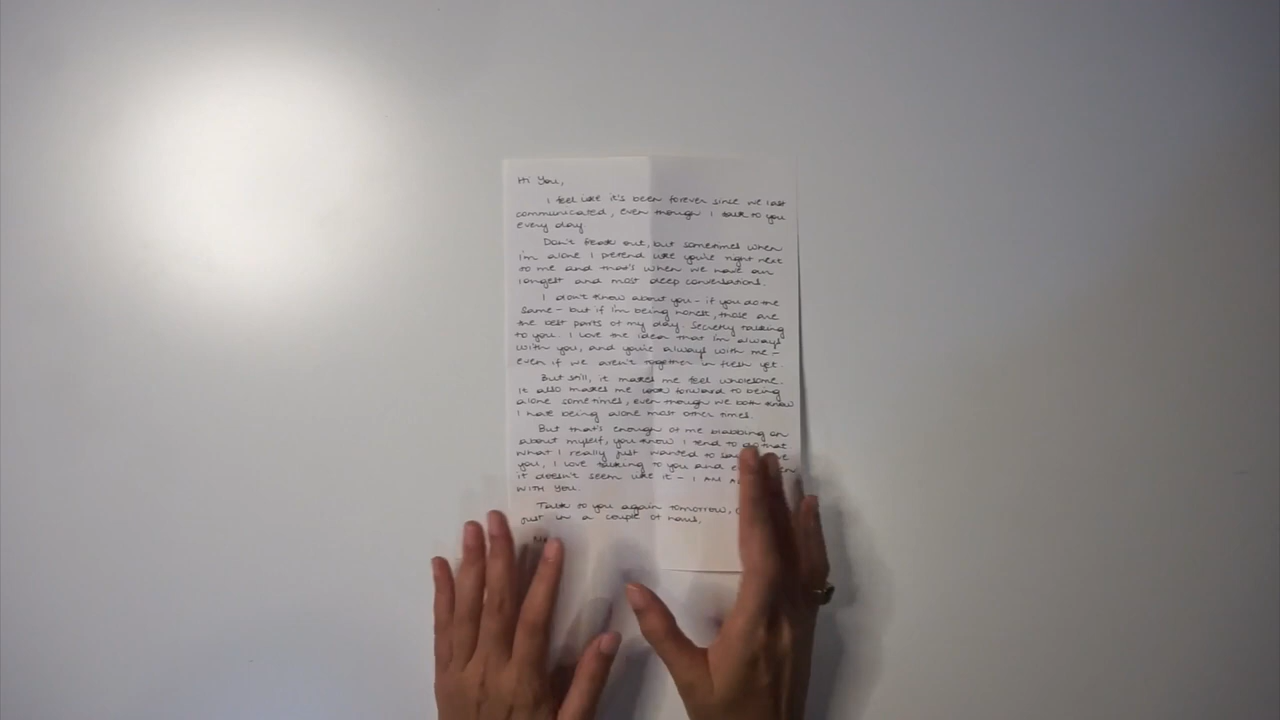 Hi You,
I feel like it's been forever since we last
communicated, even though I talk to you
every day.
Don't freak out, but sometimes when
I'm alone I pretend like you're right next
to me and that's when we have our
longest and most deep conversations.
I don't know about you - if you do the
same - but if I'm being honest, those are
the best parts of my day. Secretly talking
to you. I love the idea that I'm always
with you, and you're always with me -
even if we aren't together in flesh yet.
But still, it makes me feel wholesome.
It also makes me look forward to being
alone sometimes, even though we both know
I hate being alone most other times.
But that's enough of me blabbing on
about myself, you know I tend to do that.
What I really just wanted to say
you, I love talking to you and
it doesn't seem like it - I AM
WITH YOU.
Talk to you again tomorrow,
just in a couple of hours,